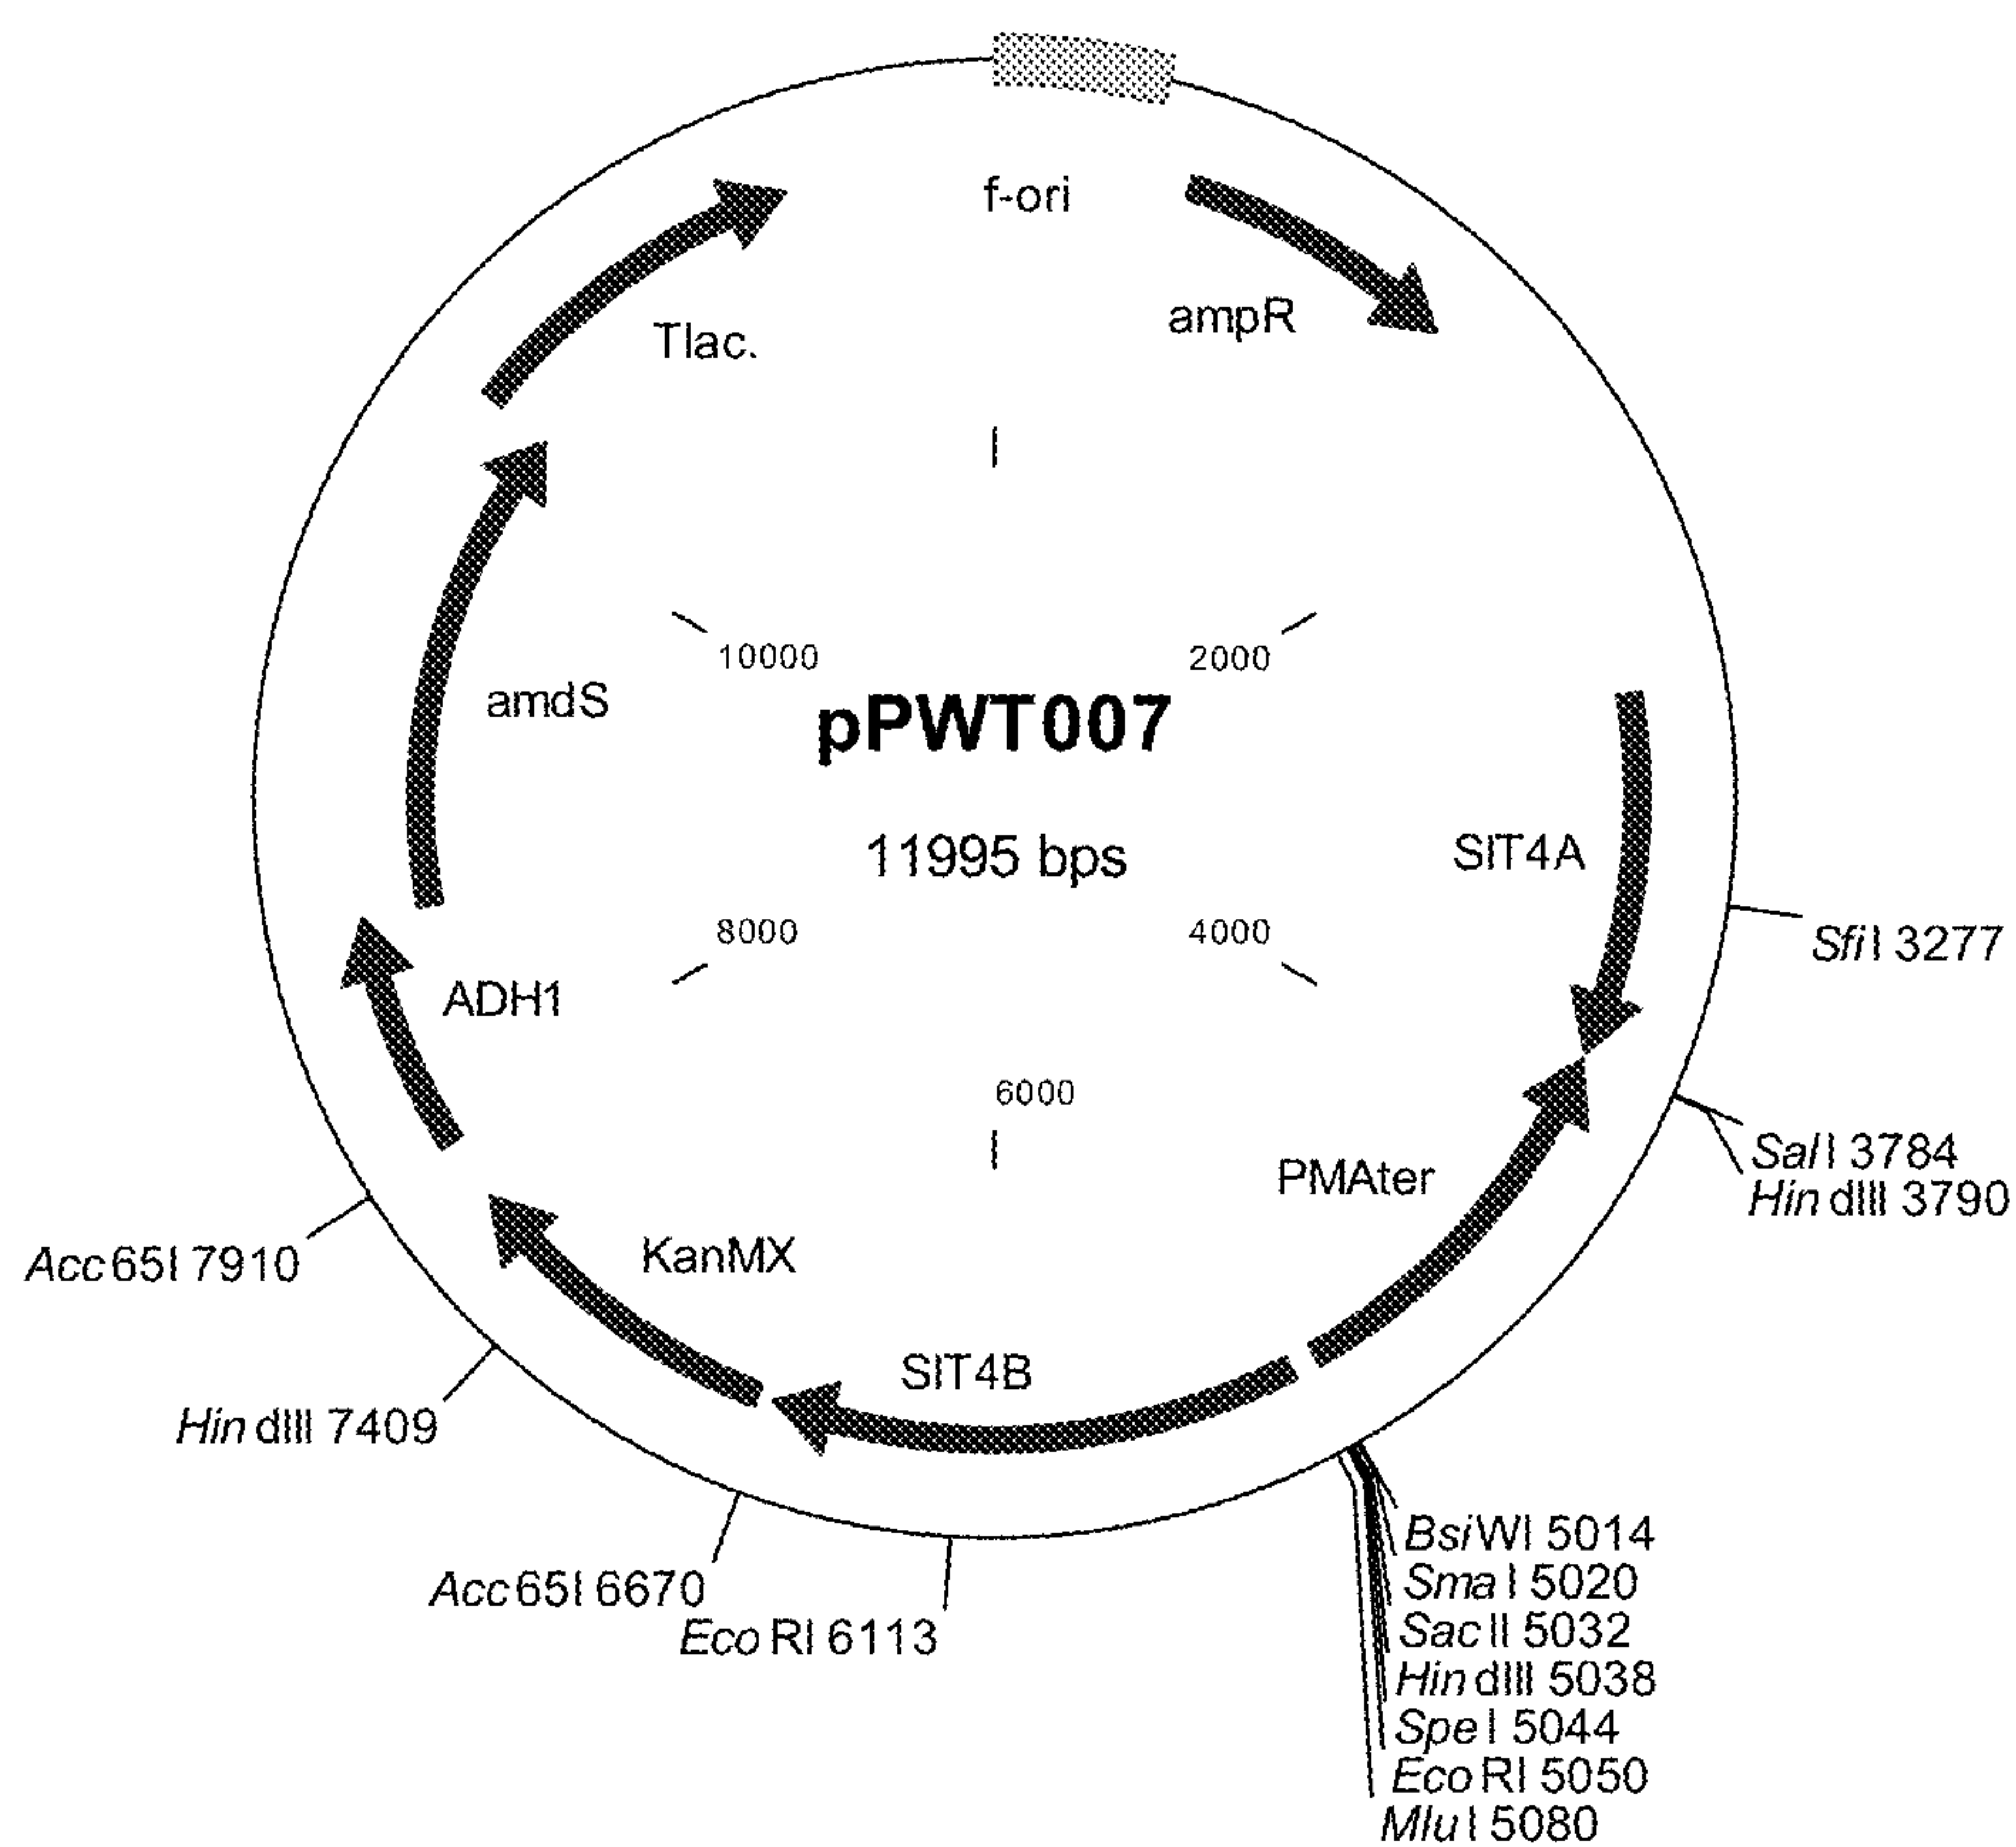 f-ori
ampR
Tlac.
10000
2000
pPWT007
amdS
11995 bps
SIT4A
8000
4000
SfiI 3277
ADH1
6000
SalI 3784
HindIII 3790
PMAter
KanMX
Acc65I 7910
SIT4B
HindIII 7409
BsiWI 5014
Acc65I 6670
SmaI 5020
EcoRI 6113
SacII 5032
HindIII 5038
SpeI 5044
EcoRI 5050
MluI 5080